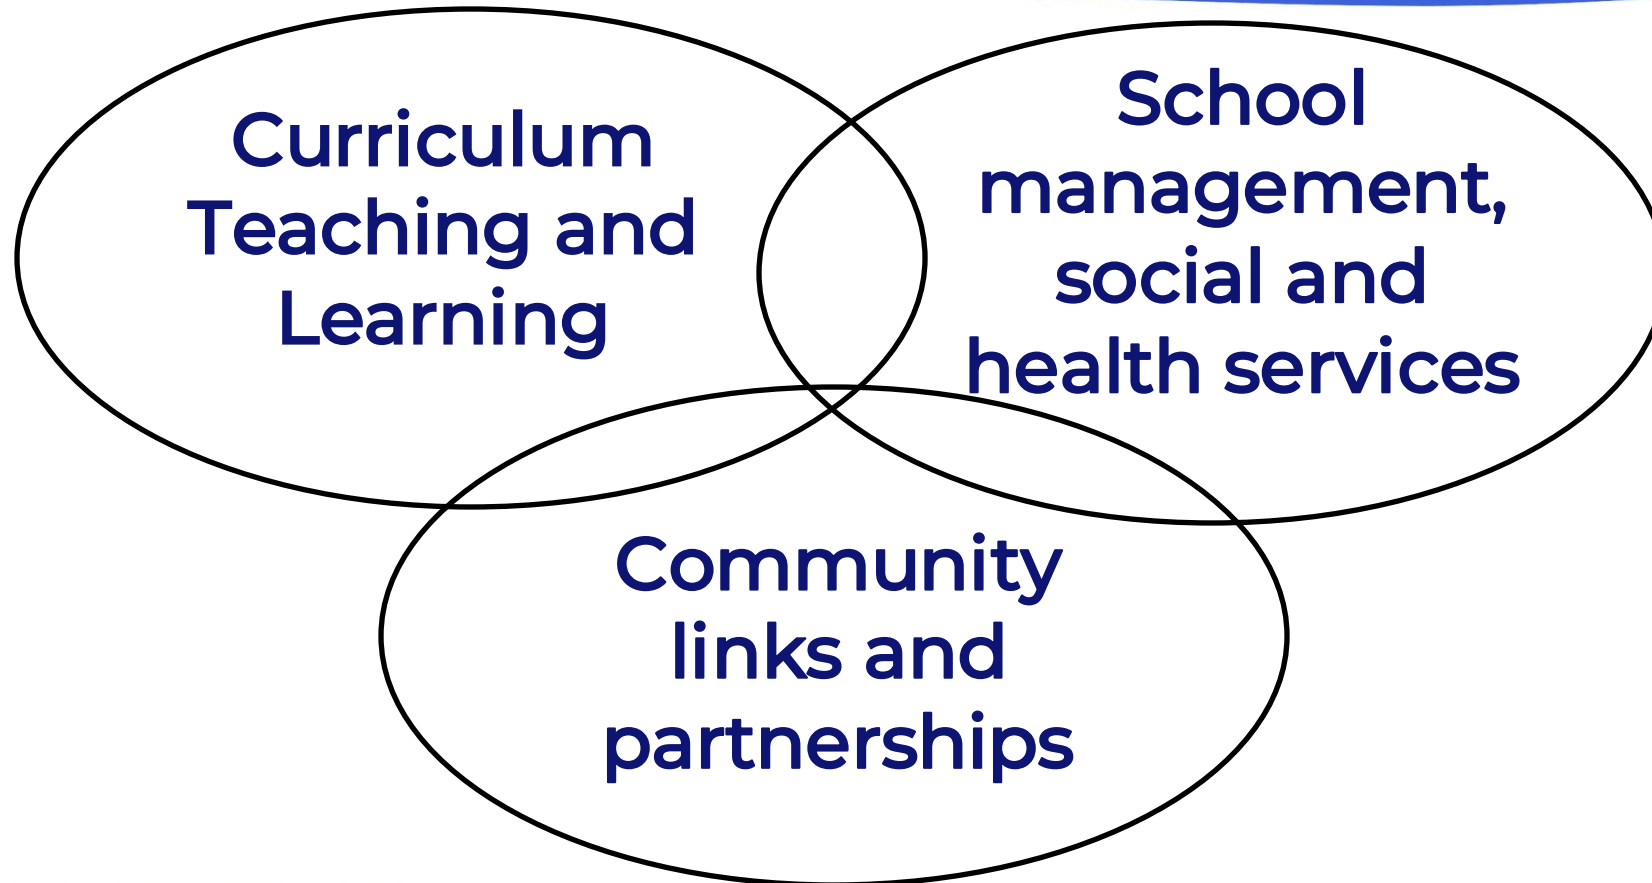 Curriculum
Teaching and
Learning
School
management,
social and
health services
Community
links and
partnerships